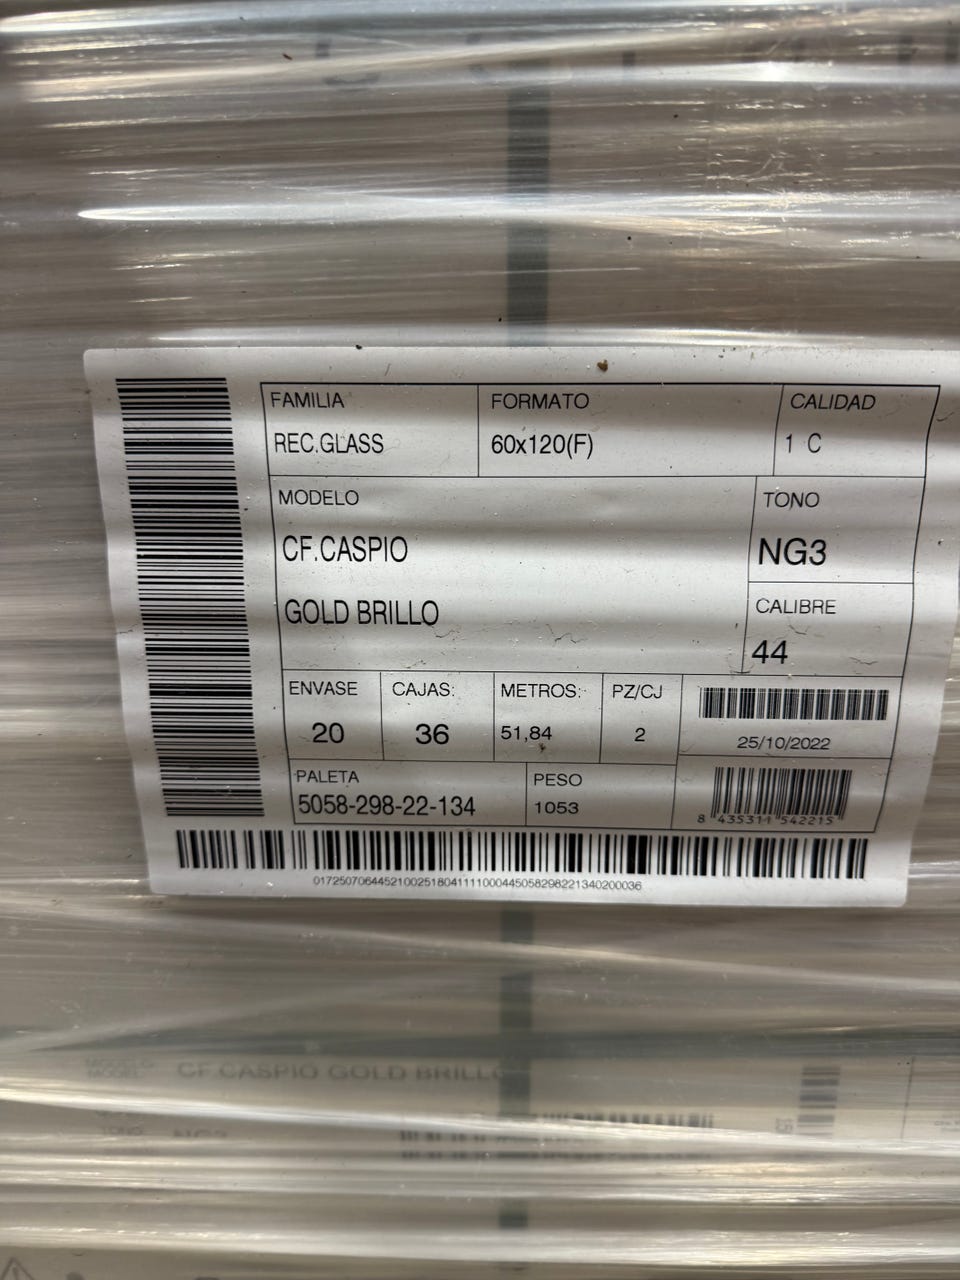 FAMILIA
REC.GLASS
FORMATO
60x120(F)
CALIDAD
1 C
MODELO
CF.CASPIO
GOLD BRILLO
TONO
NG3
CALIBRE
44
ENVASE
20
CAJAS:
36
METROS:
51,84
PZ/CJ
2
25/10/2022
PALETA
5058-298-22-134
PESO
1053
8 435311 542215
01725070644521002518041111000445058298221340200036
CF.CASPIO GOLD BRILLO
TONO
NG3